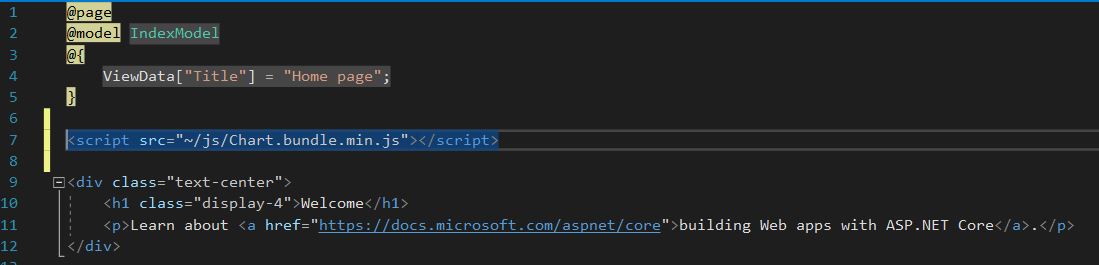 1 @page
2 @model IndexModel
3 @{
4 ViewData["Title"] = "Home page";
5 }
6
7 <script src="~/js/Chart.bundle.min.js"></script>
8
9 <div class="text-center">
10 <h1 class="display-4">Welcome</h1>
11 <p>Learn about <a href="https://docs.microsoft.com/aspnet/core">building Web apps with ASP.NET Core</a>.</p>
12 </div>